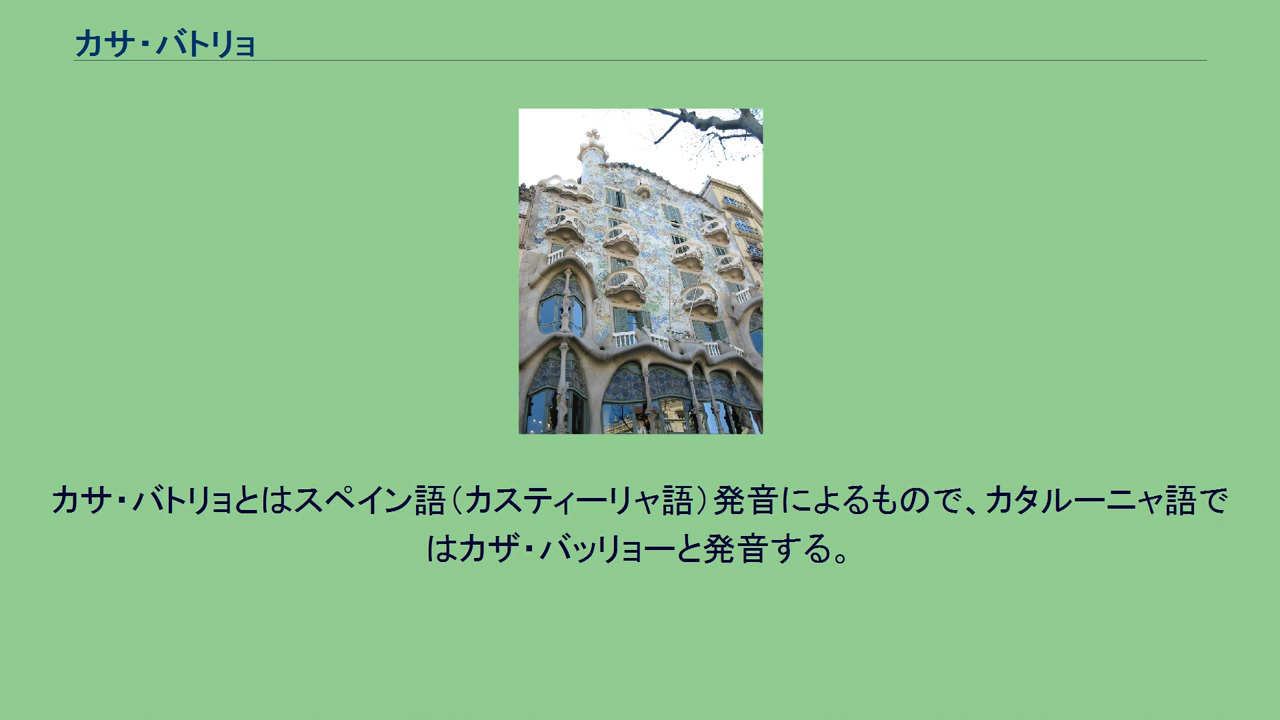 カサ・バトリョ
カサ・バトリョとはスペイン語（カスティーリャ語）発音によるもので、カタルーニャ語で
はカザ・バッリョーと発音する。